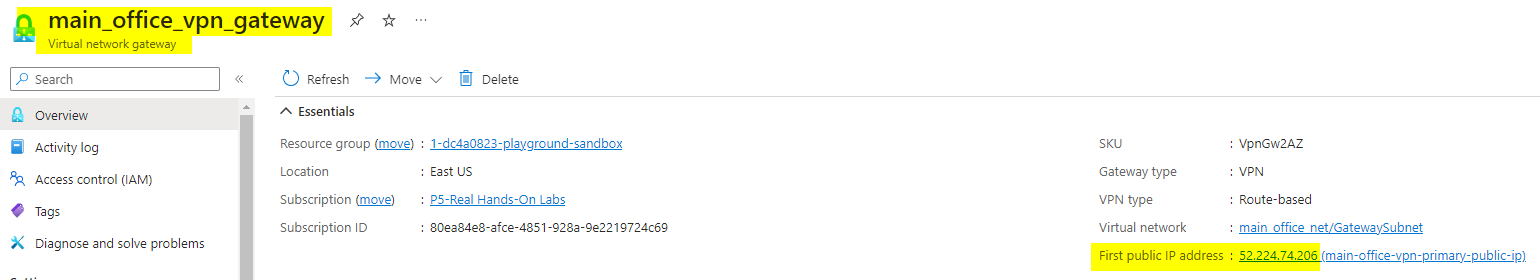 main_office_vpn_gateway
Virtual network gateway
Search
Refresh
Move
Delete
Overview
Activity log
Access control (IAM)
Tags
Diagnose and solve problems
Essentials
Resource group (move) : 1-dc4a0823-playground-sandbox
Location : East US
Subscription (move) : P5-Real Hands-On Labs
Subscription ID : 80ea84e8-afce-4851-928a-9e2219724c69
SKU : VpnGw2AZ
Gateway type : VPN
VPN type : Route-based
Virtual network : main_office_net/GatewaySubnet
First public IP address : 52.224.74.206 (main-office-vpn-primary-public-ip)